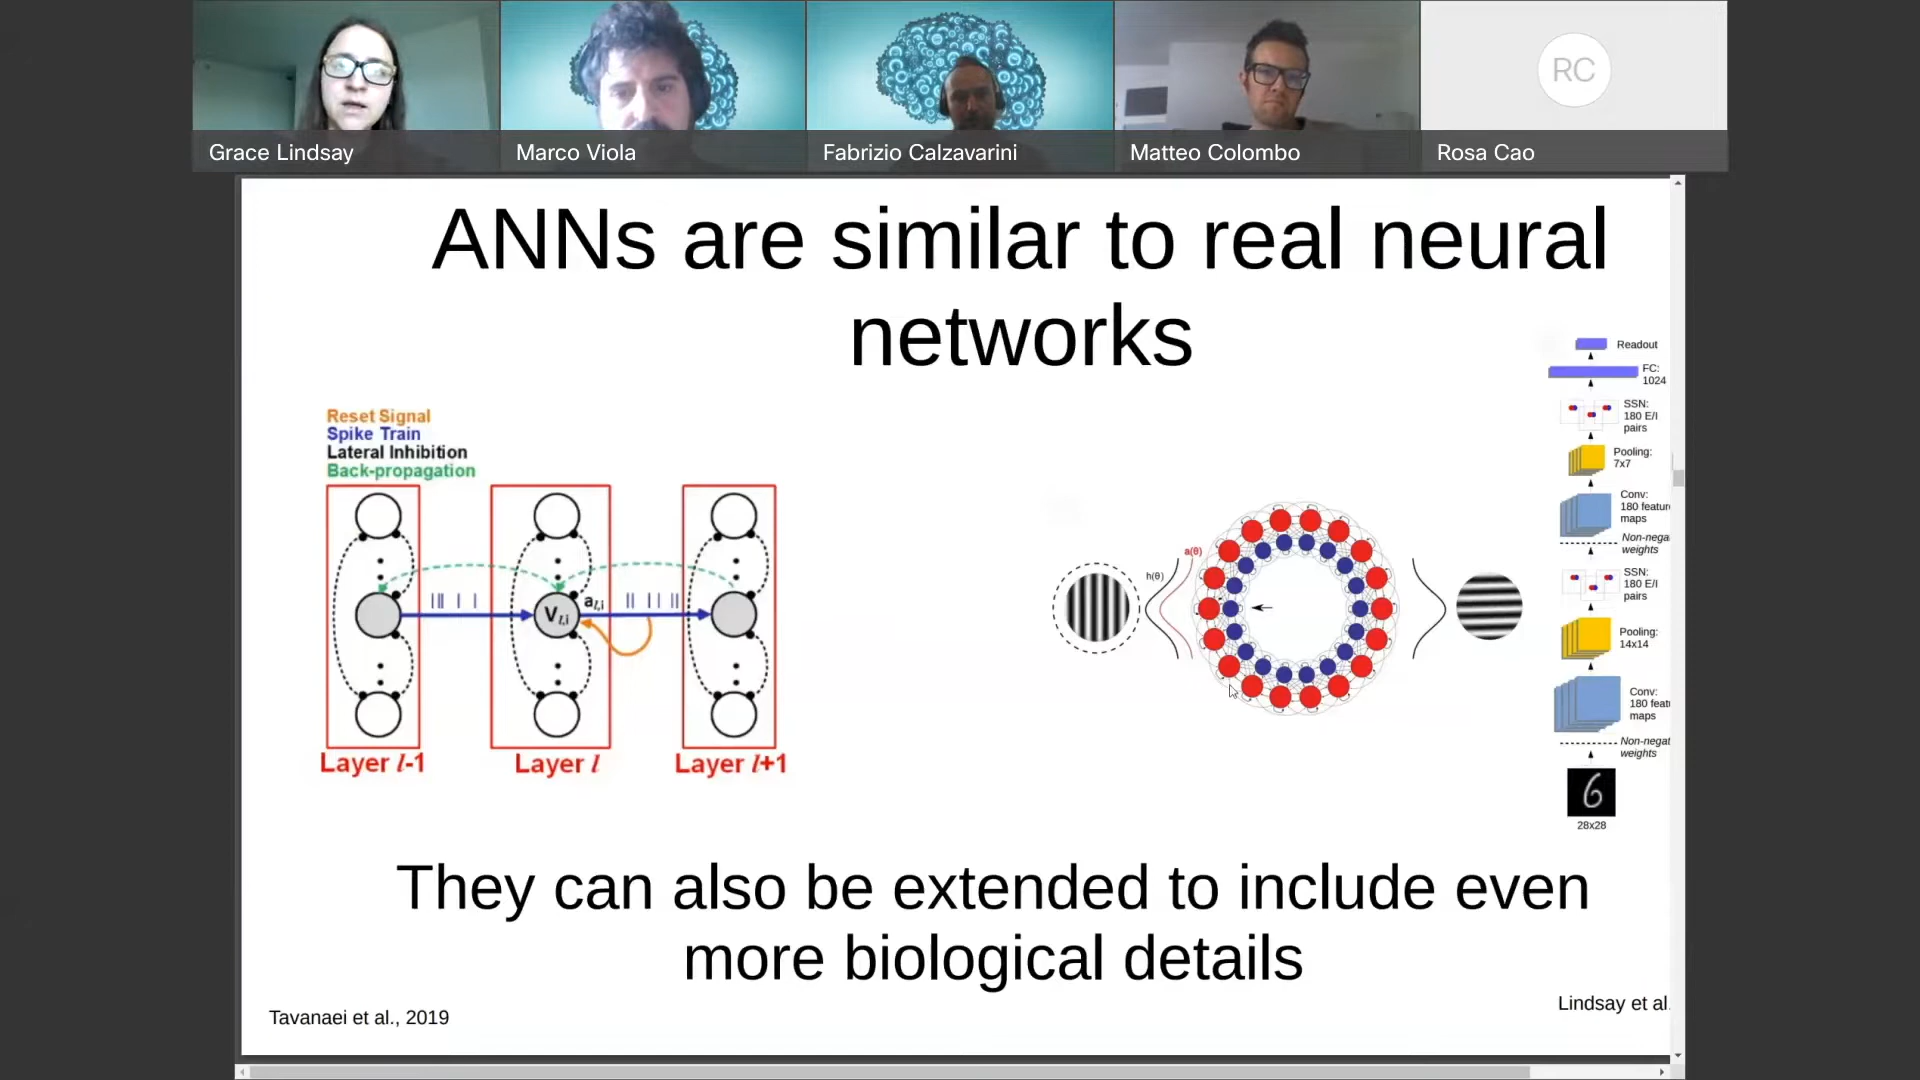 RC
Grace Lindsay
Marco Viola
Fabrizio Calzavarini
Matteo Colombo
Rosa Cao
ANNs are similar to real neural
networks
Reset Signal
Spike Train
Lateral Inhibition
Back-propagation
V l,i
a l,i
Layer l-1
Layer l
Layer l+1
h(θ)
a(θ)
Readout
FC:
1024
SSN:
180 E/I
pairs
Pooling:
7x7
Conv:
180 featur
maps
Non-nega
weights
SSN:
180 E/I
pairs
Pooling:
14x14
Conv:
180 feat
maps
Non-negat
weights
6
28x28
They can also be extended to include even
more biological details
Tavanaei et al., 2019
Lindsay et al.